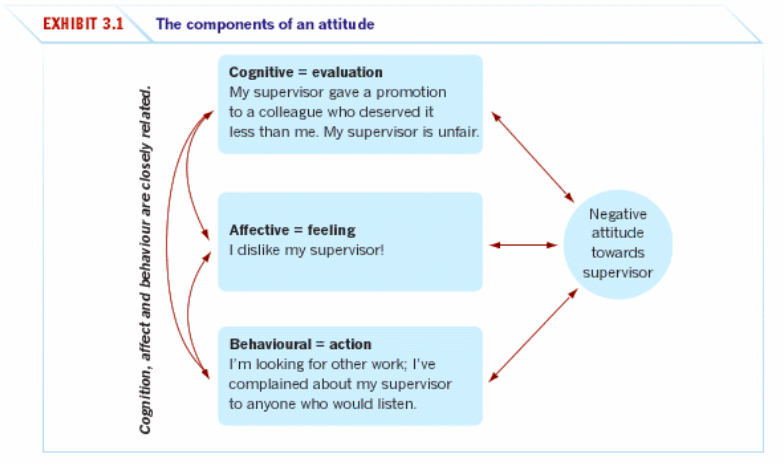 EXHIBIT 3.1 The components of an attitude
Cognition, affect and behaviour are closely related.
Cognitive = evaluation
My supervisor gave a promotion
to a colleague who deserved it
less than me. My supervisor is unfair.
Affective = feeling
I dislike my supervisor!
Behavioural = action
I'm looking for other work; I've
complained about my supervisor
to anyone who would listen.
Negative
attitude
towards
supervisor